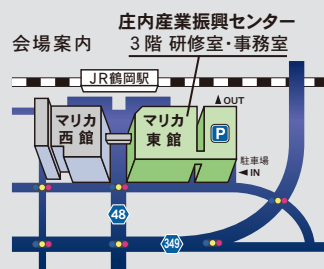 庄内産業振興センター
会場案内
3階 研修室・事務室
JR鶴岡駅
▲OUT
マリカ
西館
マリカ
東館
P
駐車場
◀IN
48
349